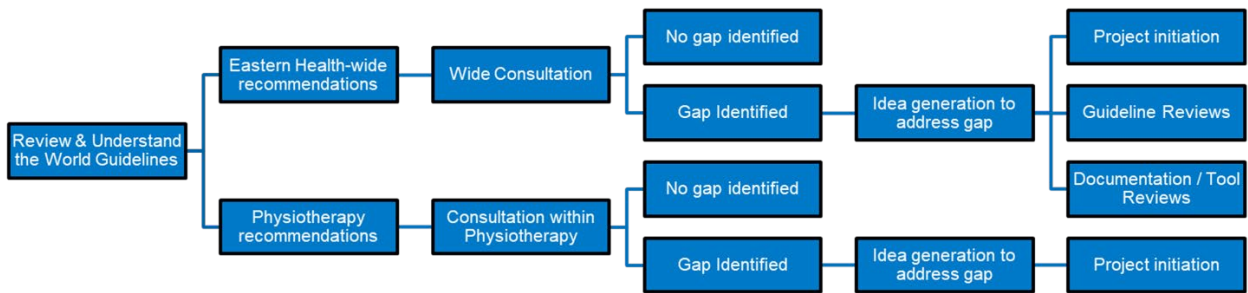 Review & Understand
the World Guidelines
Eastern Health-wide
recommendations
Wide Consultation
No gap identified
Gap Identified
Idea generation to
address gap
Project initiation
Guideline Reviews
Documentation / Tool
Reviews
Physiotherapy
recommendations
Consultation within
Physiotherapy
No gap identified
Gap Identified
Idea generation to
address gap
Project initiation